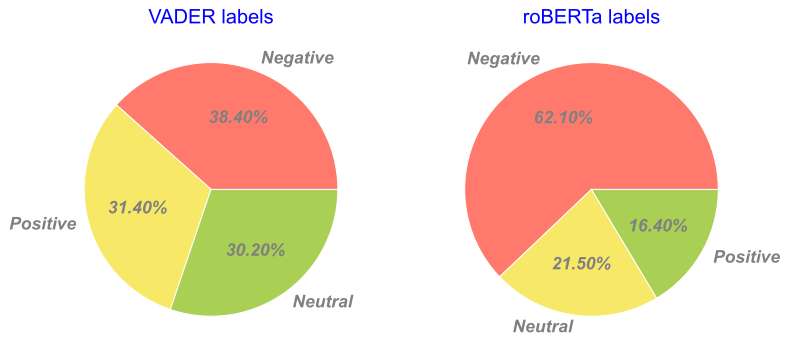 VADER labels
Negative
38.40%
31.40%
Positive
30.20%
Neutral
roBERTa labels
Negative
62.10%
16.40%
Positive
21.50%
Neutral